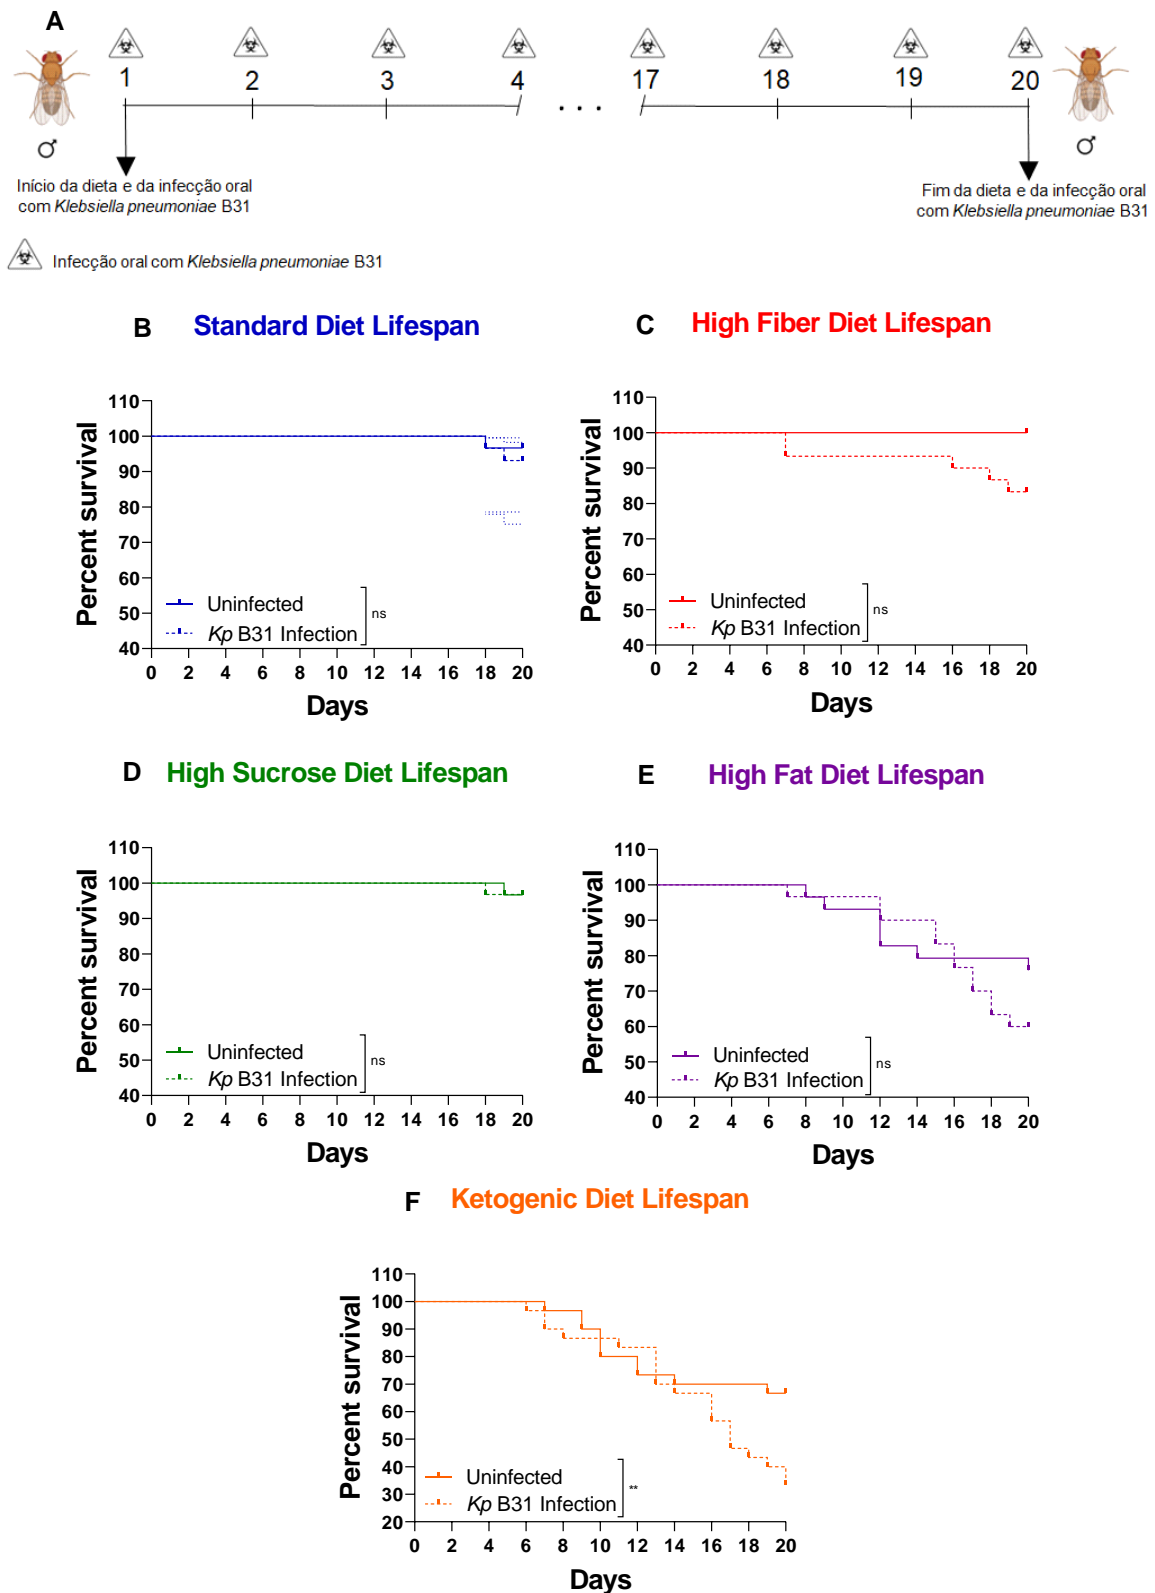 A
1 2 3 4 . . . 17 18 19 20
♂ ♂
Início da dieta e da infecção oral
com Klebsiella pneumoniae B31
Fim da dieta e da infecção oral
com Klebsiella pneumoniae B31
Infecção oral com Klebsiella pneumoniae B31
B Standard Diet Lifespan
Percent survival
110
100
90
80
70
60
50
40
Uninfected
Kp B31 Infection
ns
0 2 4 6 8 10 12 14 16 18 20
Days
C High Fiber Diet Lifespan
Percent survival
110
100
90
80
70
60
50
40
Uninfected
Kp B31 Infection
ns
0 2 4 6 8 10 12 14 16 18 20
Days
D High Sucrose Diet Lifespan
Percent survival
110
100
90
80
70
60
50
40
Uninfected
Kp B31 Infection
ns
0 2 4 6 8 10 12 14 16 18 20
Days
E High Fat Diet Lifespan
Percent survival
110
100
90
80
70
60
50
40
Uninfected
Kp B31 Infection
ns
0 2 4 6 8 10 12 14 16 18 20
Days
F Ketogenic Diet Lifespan
Percent survival
110
100
90
80
70
60
50
40
30
20
Uninfected
Kp B31 Infection
**
0 2 4 6 8 10 12 14 16 18 20
Days